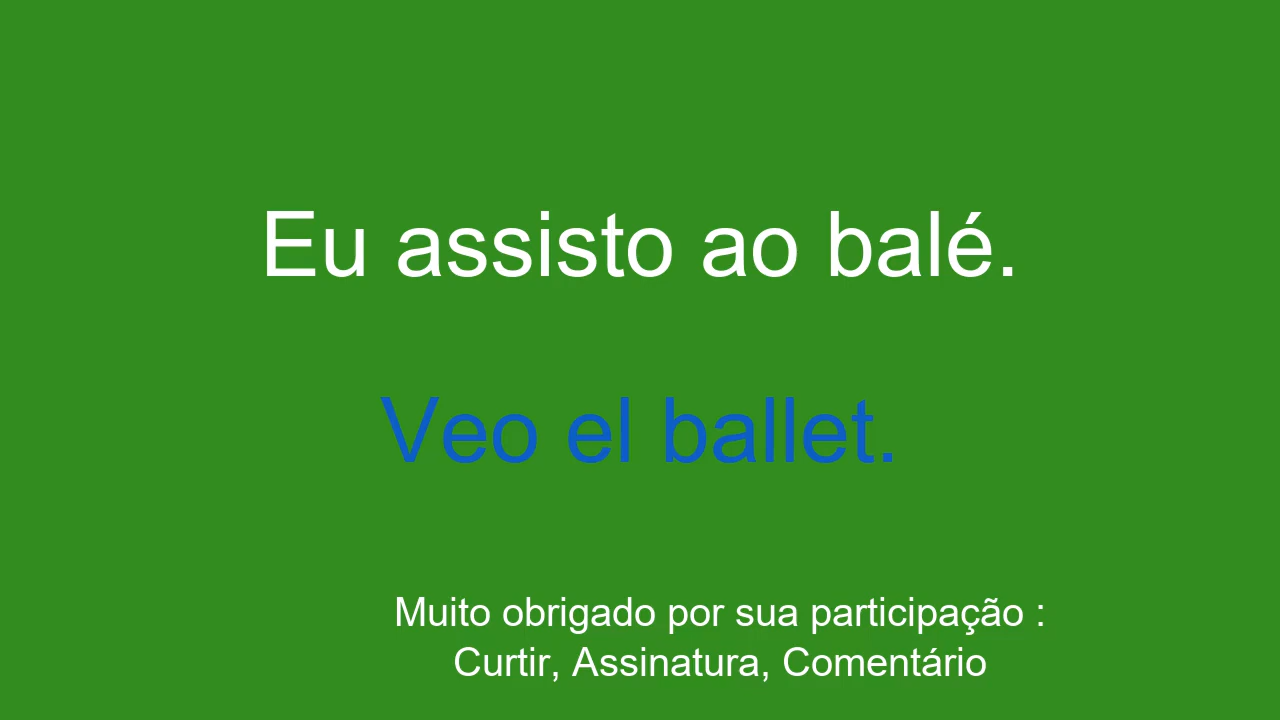 Eu assisto ao balé.
Veo el ballet.
Muito obrigado por sua participação :
Curtir, Assinatura, Comentário